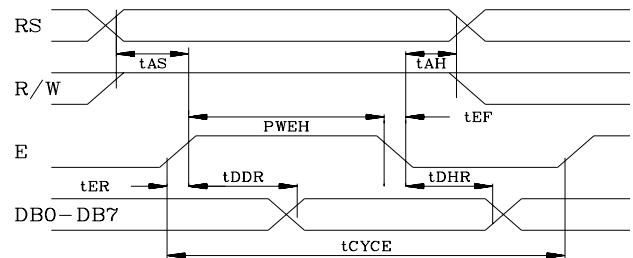 RS
tAS
tAH
R/W
PWEH
tEF
E
tER
tDDR
tDHR
DB0-DB7
tCYCE